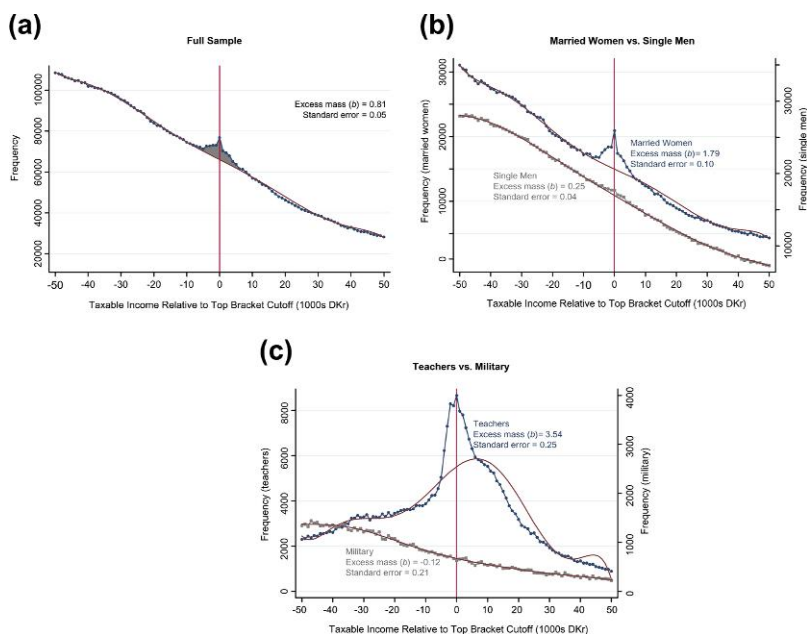 (a)
Full Sample
Excess mass (b) = 0.81
Standard error = 0.05
Frequency
100000
80000
60000
40000
20000
-50 -40 -30 -20 -10 0 10 20 30 40 50
Taxable Income Relative to Top Bracket Cutoff (1000s DKr)
(b)
Married Women vs. Single Men
Married Women
Excess mass (b)= 1.79
Standard error = 0.10
Single Men
Excess mass (b) = 0.25
Standard error = 0.04
Frequency (married women)
30000
20000
10000
0
Frequency (single men)
35000
30000
25000
20000
15000
10000
-50 -40 -30 -20 -10 0 10 20 30 40 50
Taxable Income Relative to Top Bracket Cutoff (1000s DKr)
(c)
Teachers vs. Military
Teachers
Excess mass (b)= 3.54
Standard error = 0.25
Military
Excess mass (b) = -0.12
Standard error = 0.21
Frequency (teachers)
8000
6000
4000
2000
0
Frequency (military)
4000
3000
2000
1000
0
-50 -40 -30 -20 -10 0 10 20 30 40 50
Taxable Income Relative to Top Bracket Cutoff (1000s DKr)